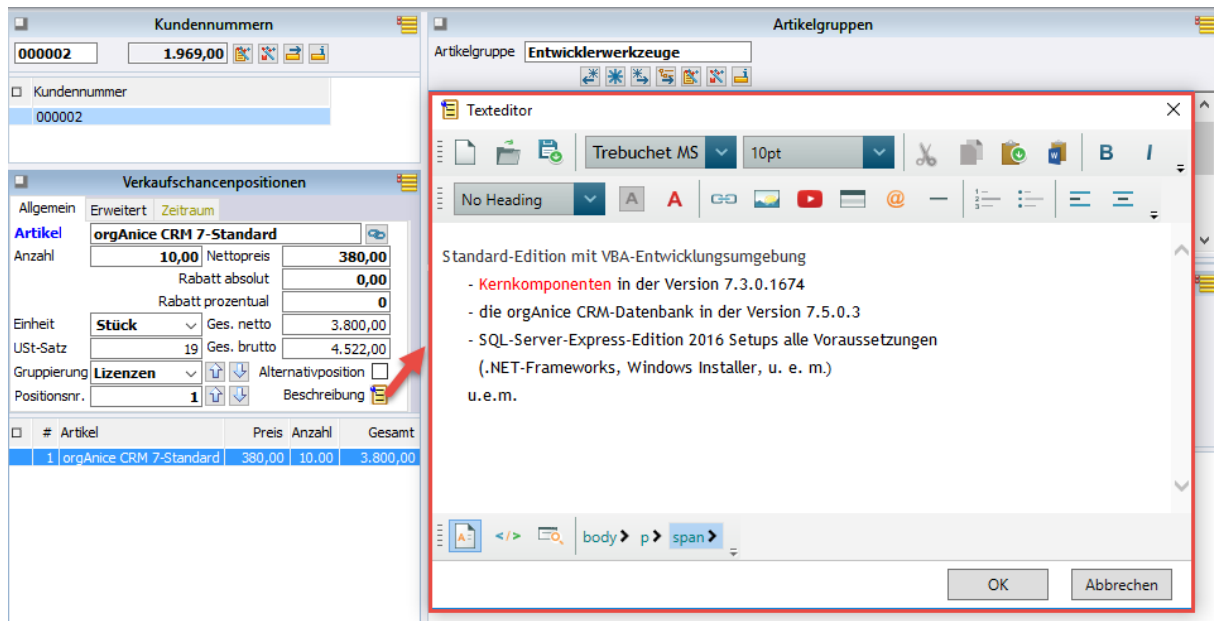 Kundennummern
000002 1.969,00
Kundennummer
000002
Verkaufschancenpositionen
Allgemein Erweitert Zeitraum
Artikel orgAnice CRM 7-Standard
Anzahl 10,00 Nettopreis 380,00
Rabatt absolut 0,00
Rabatt prozentual 0
Einheit Stück Ges. netto 3.800,00
USt-Satz 19 Ges. brutto 4.522,00
Gruppierung Lizenzen Alternativposition
Positionsnr. 1 Beschreibung
# Artikel Preis Anzahl Gesamt
1 orgAnice CRM 7-Standard 380,00 10.00 3.800,00
Artikelgruppen
Artikelgruppe Entwicklerwerkzeuge
Texteditor
Trebuchet MS 10pt B I
No Heading A A @
Standard-Edition mit VBA-Entwicklungsumgebung
- Kernkomponenten in der Version 7.3.0.1674
- die orgAnice CRM-Datenbank in der Version 7.5.0.3
- SQL-Server-Express-Edition 2016 Setups alle Voraussetzungen
(.NET-Frameworks, Windows Installer, u. e. m.)
u.e.m.
</> body p span
OK Abbrechen